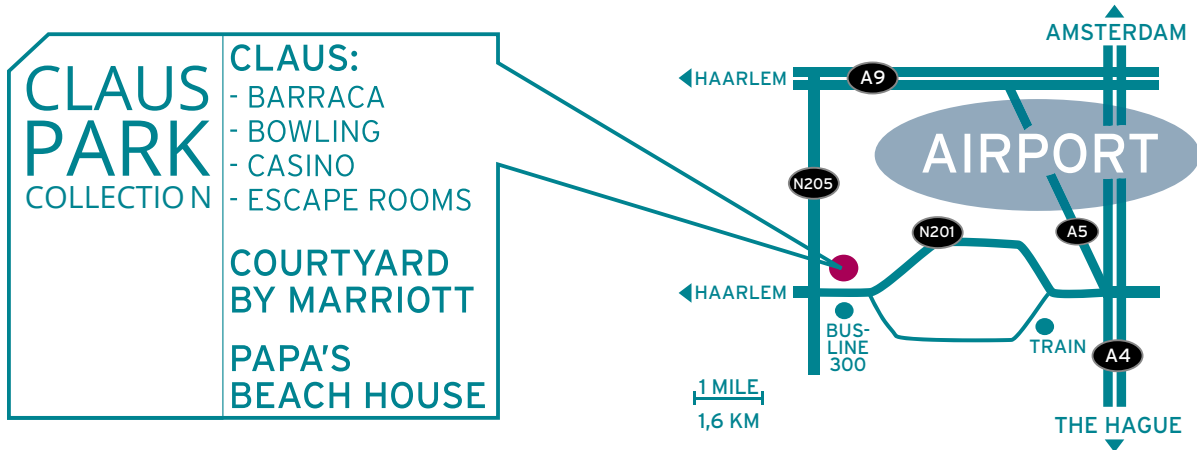 CLAUS
PARK
COLLECTION
CLAUS:
- BARRACA
- BOWLING
- CASINO
- ESCAPE ROOMS
COURTYARD
BY MARRIOTT
PAPA'S
BEACH HOUSE
AMSTERDAM
HAARLEM
A9
AIRPORT
N205
N201
A5
HAARLEM
BUS-
LINE
300
TRAIN
A4
1 MILE
1,6 KM
THE HAGUE